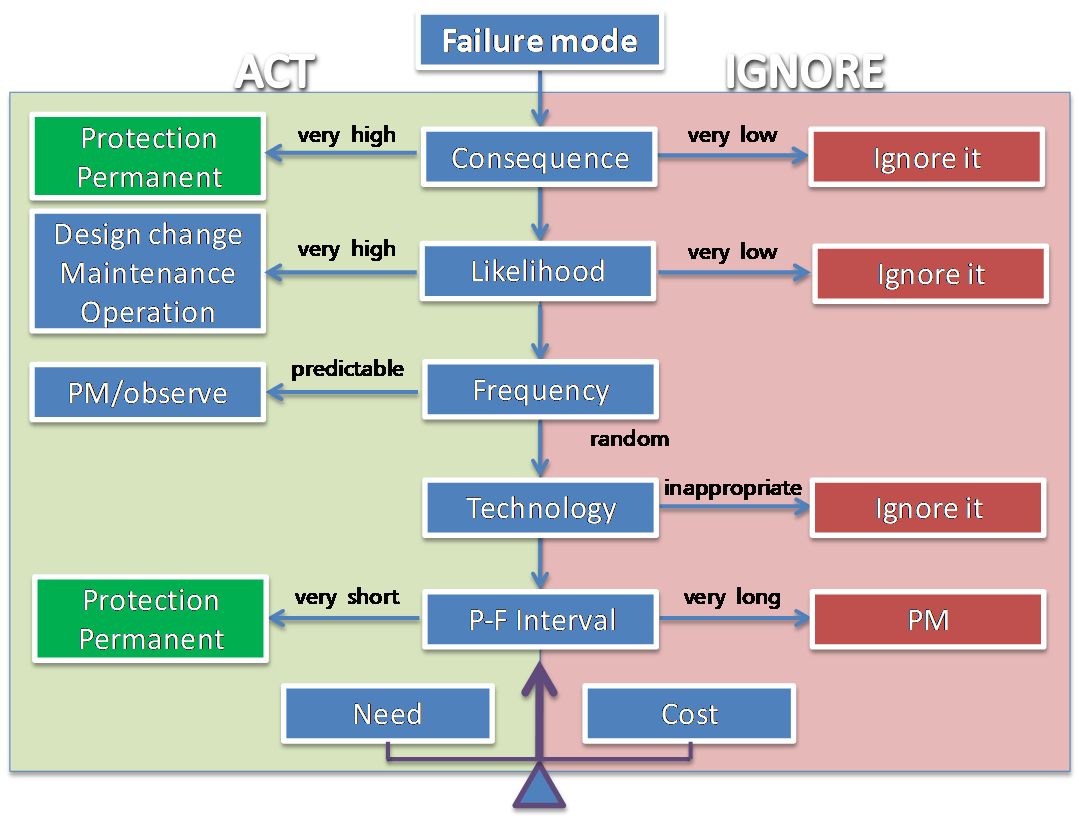 Failure mode
ACT
IGNORE
Protection
Permanent
very high
Consequence
very low
Ignore it
Design change
Maintenance
Operation
very high
Likelihood
very low
Ignore it
PM/observe
predictable
Frequency
random
Technology
inappropriate
Ignore it
Protection
Permanent
very short
P-F Interval
very long
PM
Need
Cost